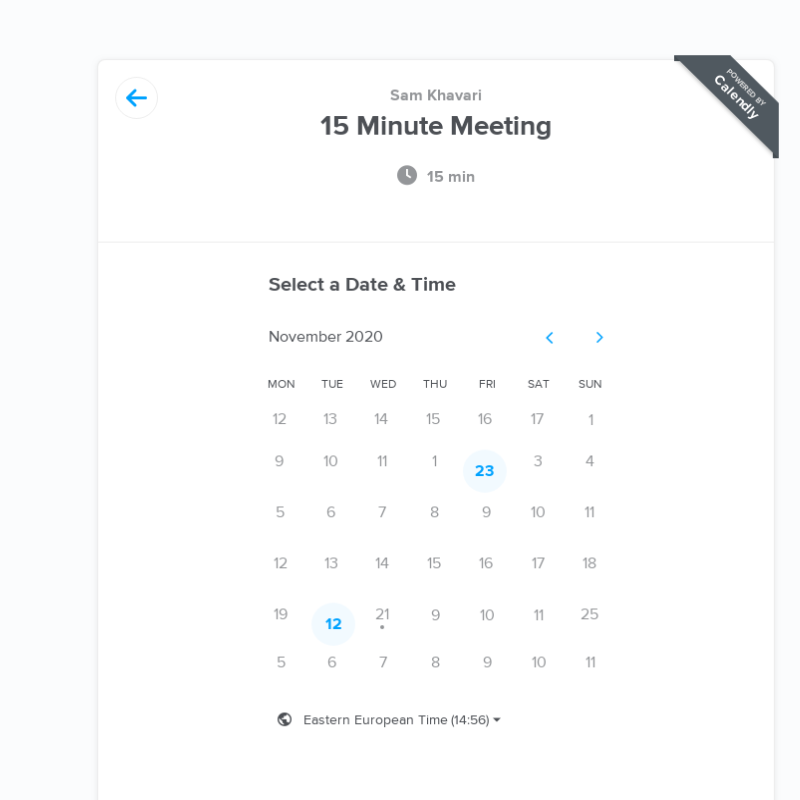 POWERED BY
Calendly
Sam Khavari
15 Minute Meeting
15 min
Select a Date & Time
November 2020
MON TUE WED THU FRI SAT SUN
12 13 14 15 16 17 1
9 10 11 1 23 3 4
5 6 7 8 9 10 11
12 13 14 15 16 17 18
19 12 21 9 10 11 25
5 6 7 8 9 10 11
Eastern European Time (14:56)